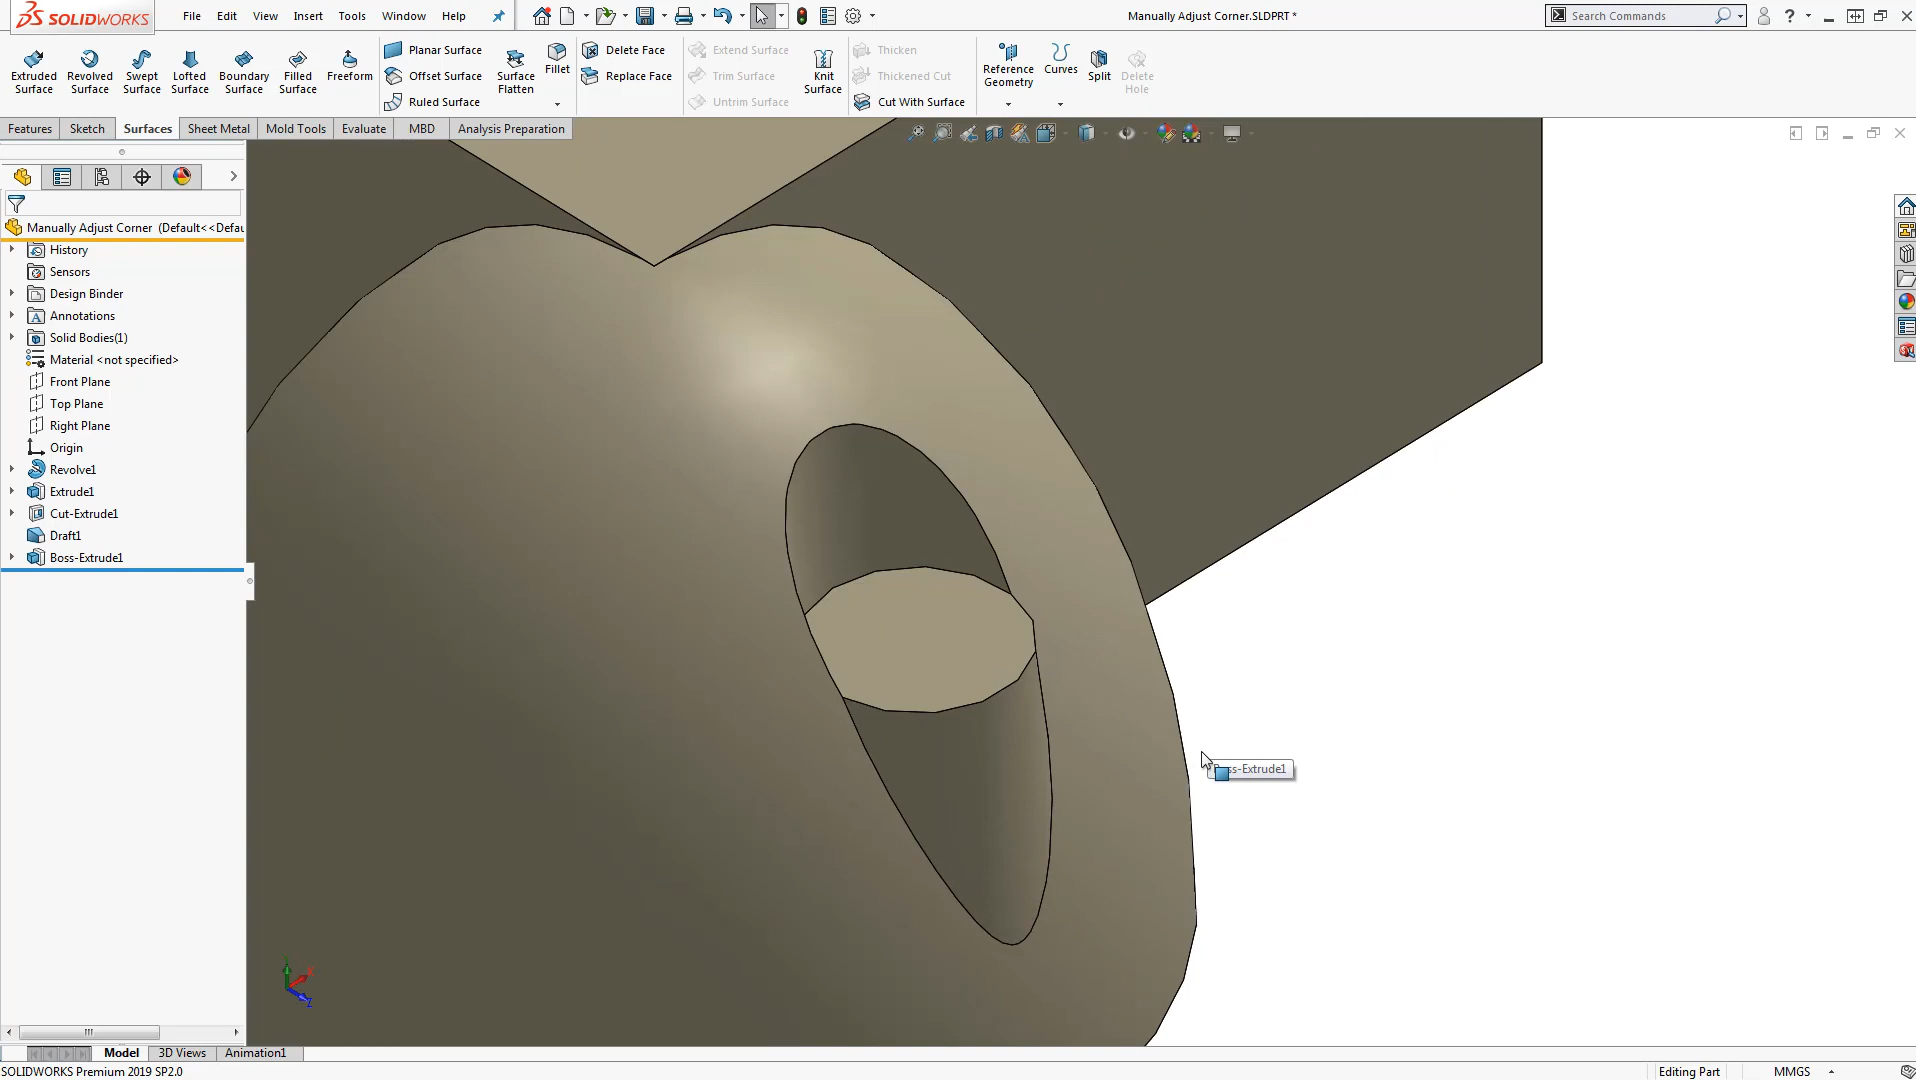 SOLIDWORKS
File Edit View Insert Tools Window Help
Manually Adjust Corner.SLDPRT *
Search Commands
Extruded Surface
Revolved Surface
Swept Surface
Lofted Surface
Boundary Surface
Filled Surface
Freeform
Planar Surface
Offset Surface
Ruled Surface
Surface Flatten
Fillet
Delete Face
Replace Face
Extend Surface
Trim Surface
Untrim Surface
Knit Surface
Thicken
Thickened Cut
Cut With Surface
Reference Geometry
Curves
Split
Delete Hole
Features Sketch Surfaces Sheet Metal Mold Tools Evaluate MBD Analysis Preparation
Manually Adjust Corner (Default<<Defau
History
Sensors
Design Binder
Annotations
Solid Bodies(1)
Material <not specified>
Front Plane
Top Plane
Right Plane
Origin
Revolve1
Extrude1
Cut-Extrude1
Draft1
Boss-Extrude1
ss-Extrude1
X
Z
Model 3D Views Animation1
SOLIDWORKS Premium 2019 SP2.0
Editing Part
MMGS